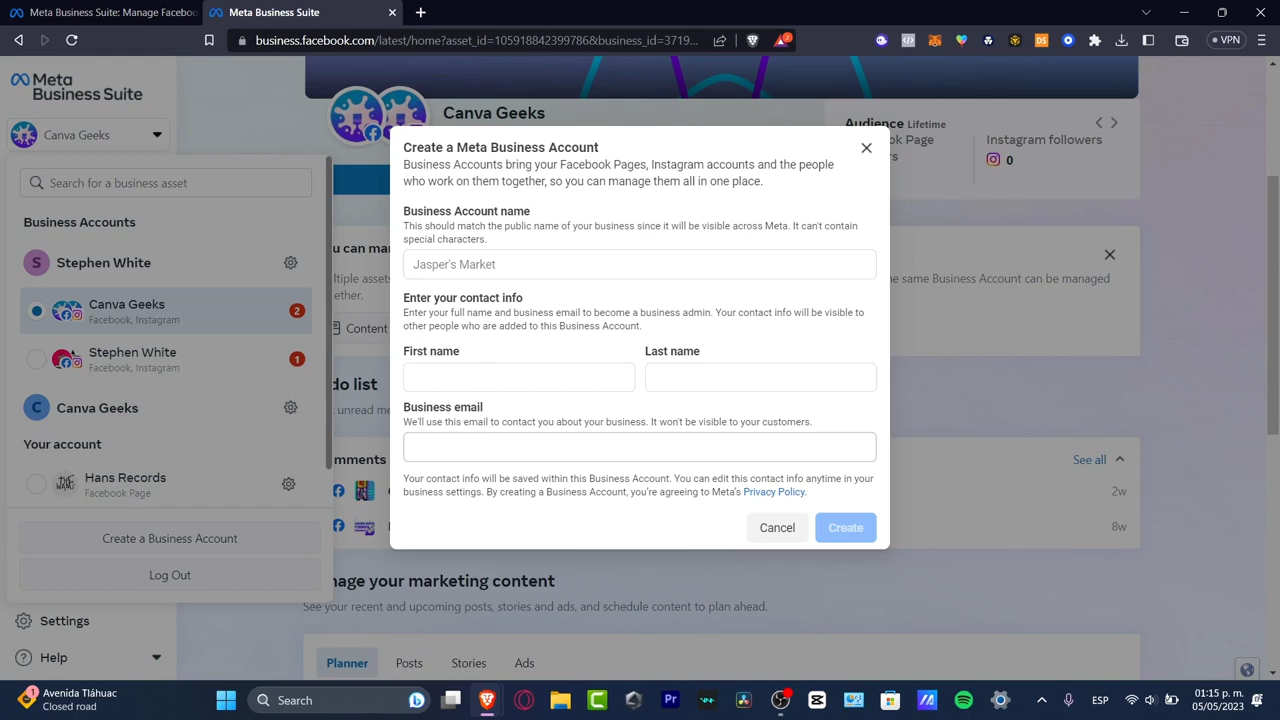 Meta Business Suite: Manage Faceboo
Meta Business Suite
business.facebook.com/latest/home?asset_id=105918842399786&business_id=3719...
2
VPN
Meta
Business Suite
Canva Geeks
Search for a business asset
Business Accounts
Stephen White
Canva Geeks
Facebook, Instagram
2
Stephen White
Facebook, Instagram
1
Canva Geeks
Your account
Hans Records
Facebook Page
Create a Business Account
Log Out
Settings
Help
Canva Geeks
Audience Lifetime
ook Page
Instagram followers
0
Create a Meta Business Account
Business Accounts bring your Facebook Pages, Instagram accounts and the people
who work on them together, so you can manage them all in one place.
Business Account name
This should match the public name of your business since it will be visible across Meta. It can't contain
special characters.
Jasper's Market
Enter your contact info
Enter your full name and business email to become a business admin. Your contact info will be visible to
other people who are added to this Business Account.
First name
Last name
Business email
We'll use this email to contact you about your business. It won't be visible to your customers.
Your contact info will be saved within this Business Account. You can edit this contact info anytime in your
business settings. By creating a Business Account, you're agreeing to Meta's Privacy Policy.
Cancel
Create
ou can mar
ltiple assets
e same Business Account can be managed
ether.
Content
do list
t unread me
mments
See all
2w
8w
nage your marketing content
See your recent and upcoming posts, stories and ads, and schedule content to plan ahead.
Planner
Posts
Stories
Ads
1
Avenida Tláhuac
Closed road
Search
Pr
ESP
01:15 p. m.
05/05/2023